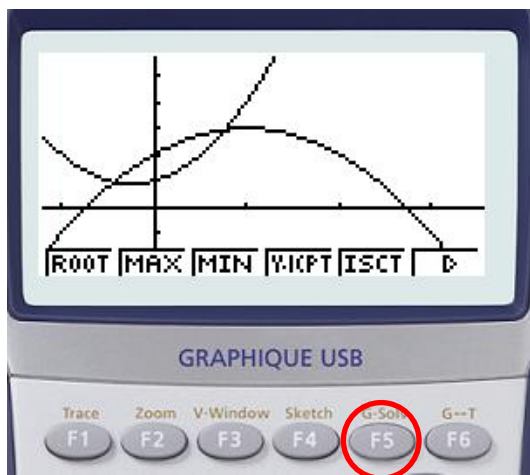 ROOT MAX MIN Y-ICPT ISCT D
GRAPHIQUE USB
Trace Zoom V-Window Sketch G-Solv G↔T
F1 F2 F3 F4 F5 F6